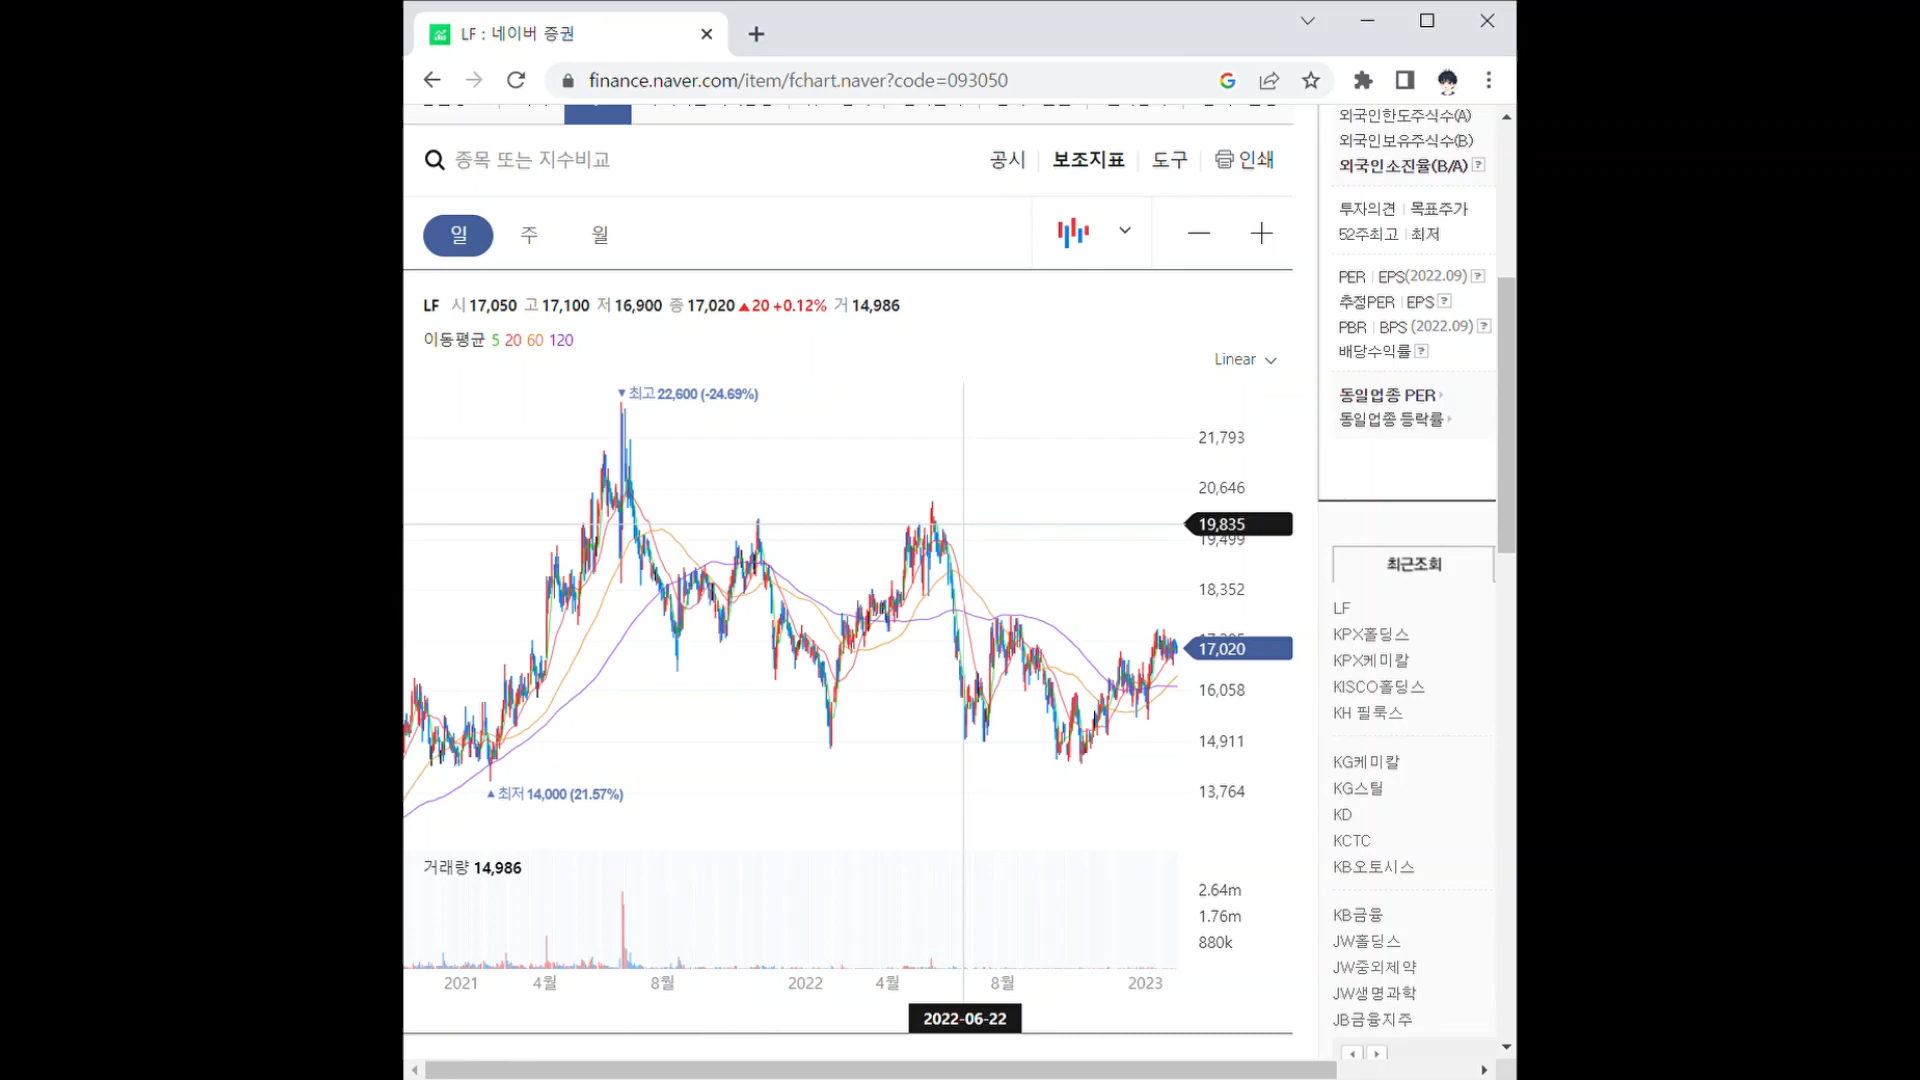 LF : 네이버 증권
finance.naver.com/item/fchart.naver?code=093050
종목 또는 지수비교
공시 보조지표 도구 인쇄
일 주 월
LF 시 17,050 고 17,100 저 16,900 종 17,020 ▲20 +0.12% 거 14,986
이동평균 5 20 60 120
Linear
▼최고 22,600 (-24.69%)
21,793
20,646
19,835
19,499
18,352
17,020
16,058
14,911
13,764
▲최저 14,000 (21.57%)
거래량 14,986
2.64m
1.76m
880k
2021 4월 8월 2022 4월 8월 2023
2022-06-22
외국인한도주식수(A)
외국인보유주식수(B)
외국인소진율(B/A) ?
투자의견 | 목표주가
52주최고 | 최저
PER | EPS(2022.09) ?
추정PER | EPS ?
PBR | BPS (2022.09) ?
배당수익률 ?
동일업종 PER
동일업종 등락률
최근조회
LF
KPX홀딩스
KPX케미칼
KISCO홀딩스
KH 필룩스
KG케미칼
KG스틸
KD
KCTC
KB오토시스
KB금융
JW홀딩스
JW중외제약
JW생명과학
JB금융지주